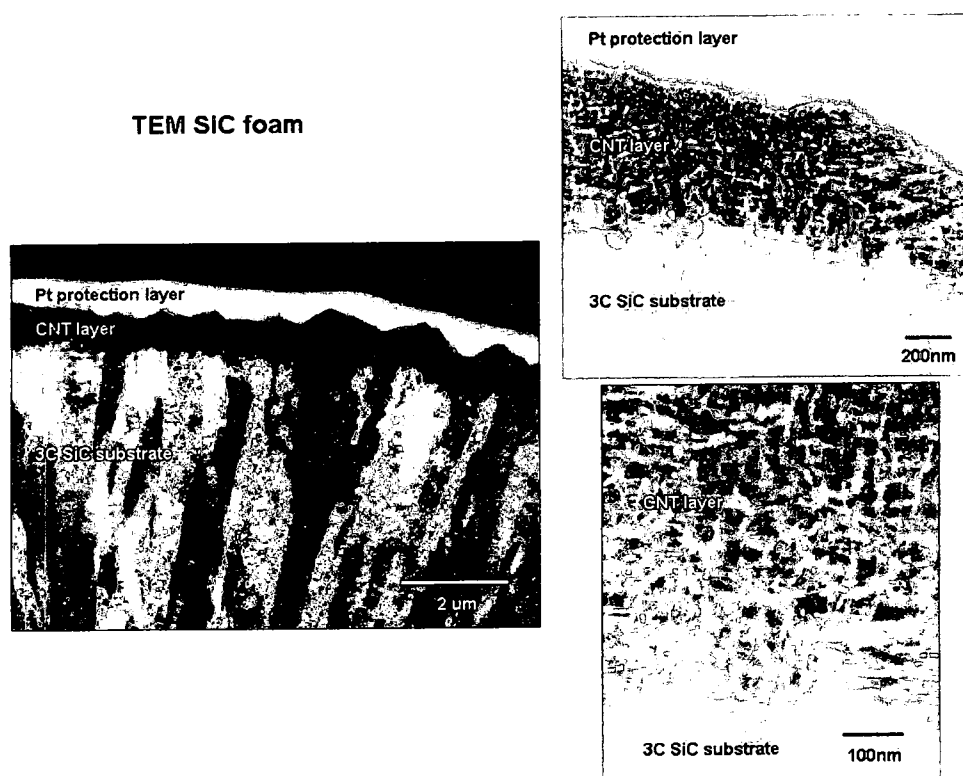 TEM SiC foam
Pt protection layer
CNT layer
3C SiC substrate
2 um
Pt protection layer
CNT layer
3C SiC substrate
200nm
CNT layer
3C SiC substrate
100nm